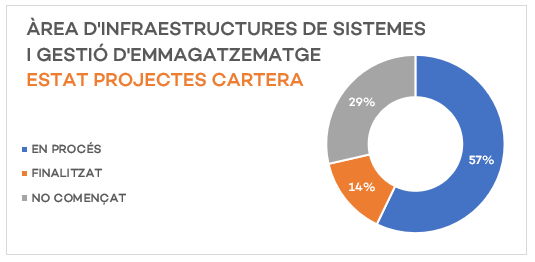 ÀREA D'INFRAESTRUCTURES DE SISTEMES
I GESTIÓ D'EMMAGATZEMATGE
ESTAT PROJECTES CARTERA
EN PROCÉS
FINALITZAT
NO COMENÇAT
29%
57%
14%